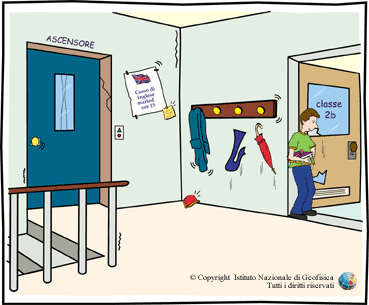 ASCENSORE
Corso di
inglese
martedì
ore 15
classe
2b
© Copyright Istituto Nazionale di Geofisica
Tutti i diritti riservati